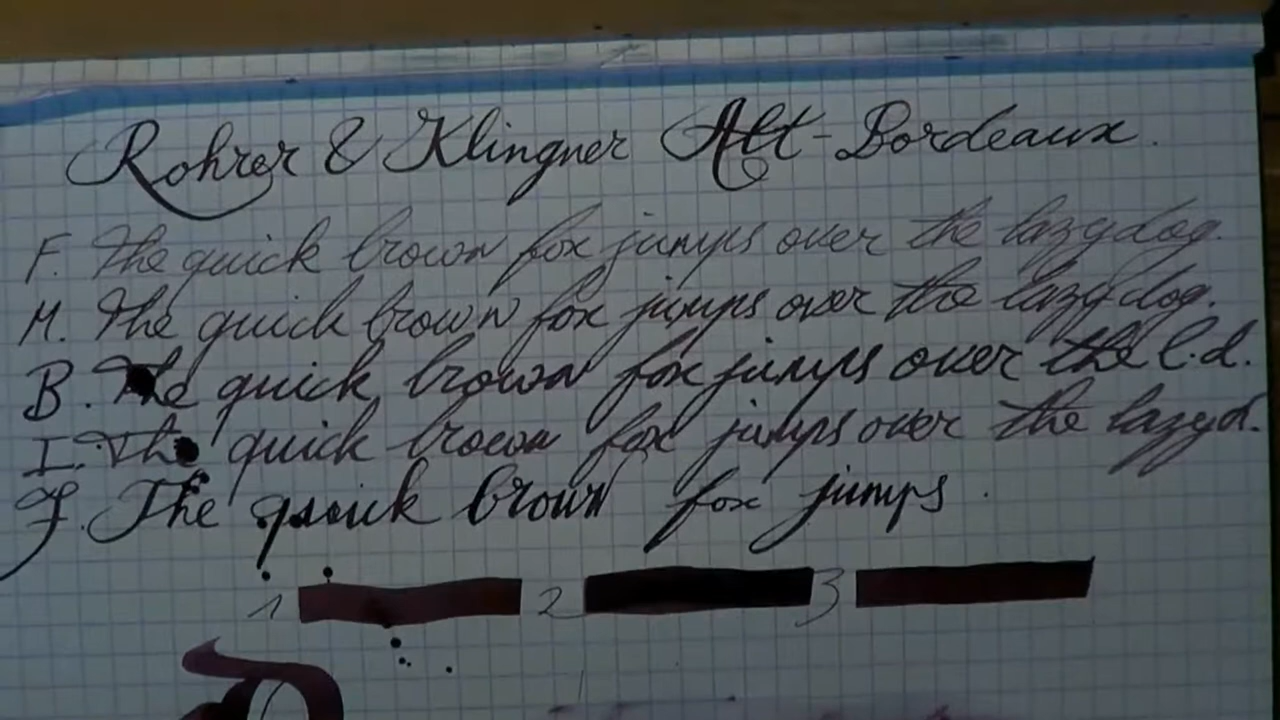 Rohrer & Klingner Alt-Bordeaux.
F. The quick brown fox jumps over the lazy dog.
M. The quick brown fox jumps over the lazy dog.
B. The quick brown fox jumps over the l.d.
I. The quick brown fox jumps over the lazy d.
F. The quick brown fox jumps.
1 2 3